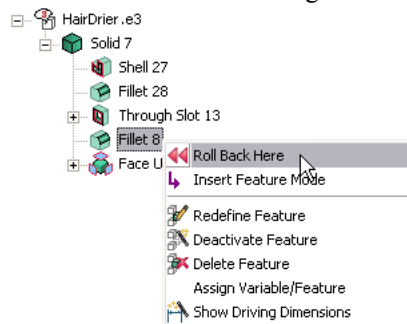 HairDrier.e3
Solid 7
Shell 27
Fillet 28
Through Slot 13
Fillet 8
Face U
Roll Back Here
Insert Feature Mode
Redefine Feature
Deactivate Feature
Delete Feature
Assign Variable/Feature
Show Driving Dimensions